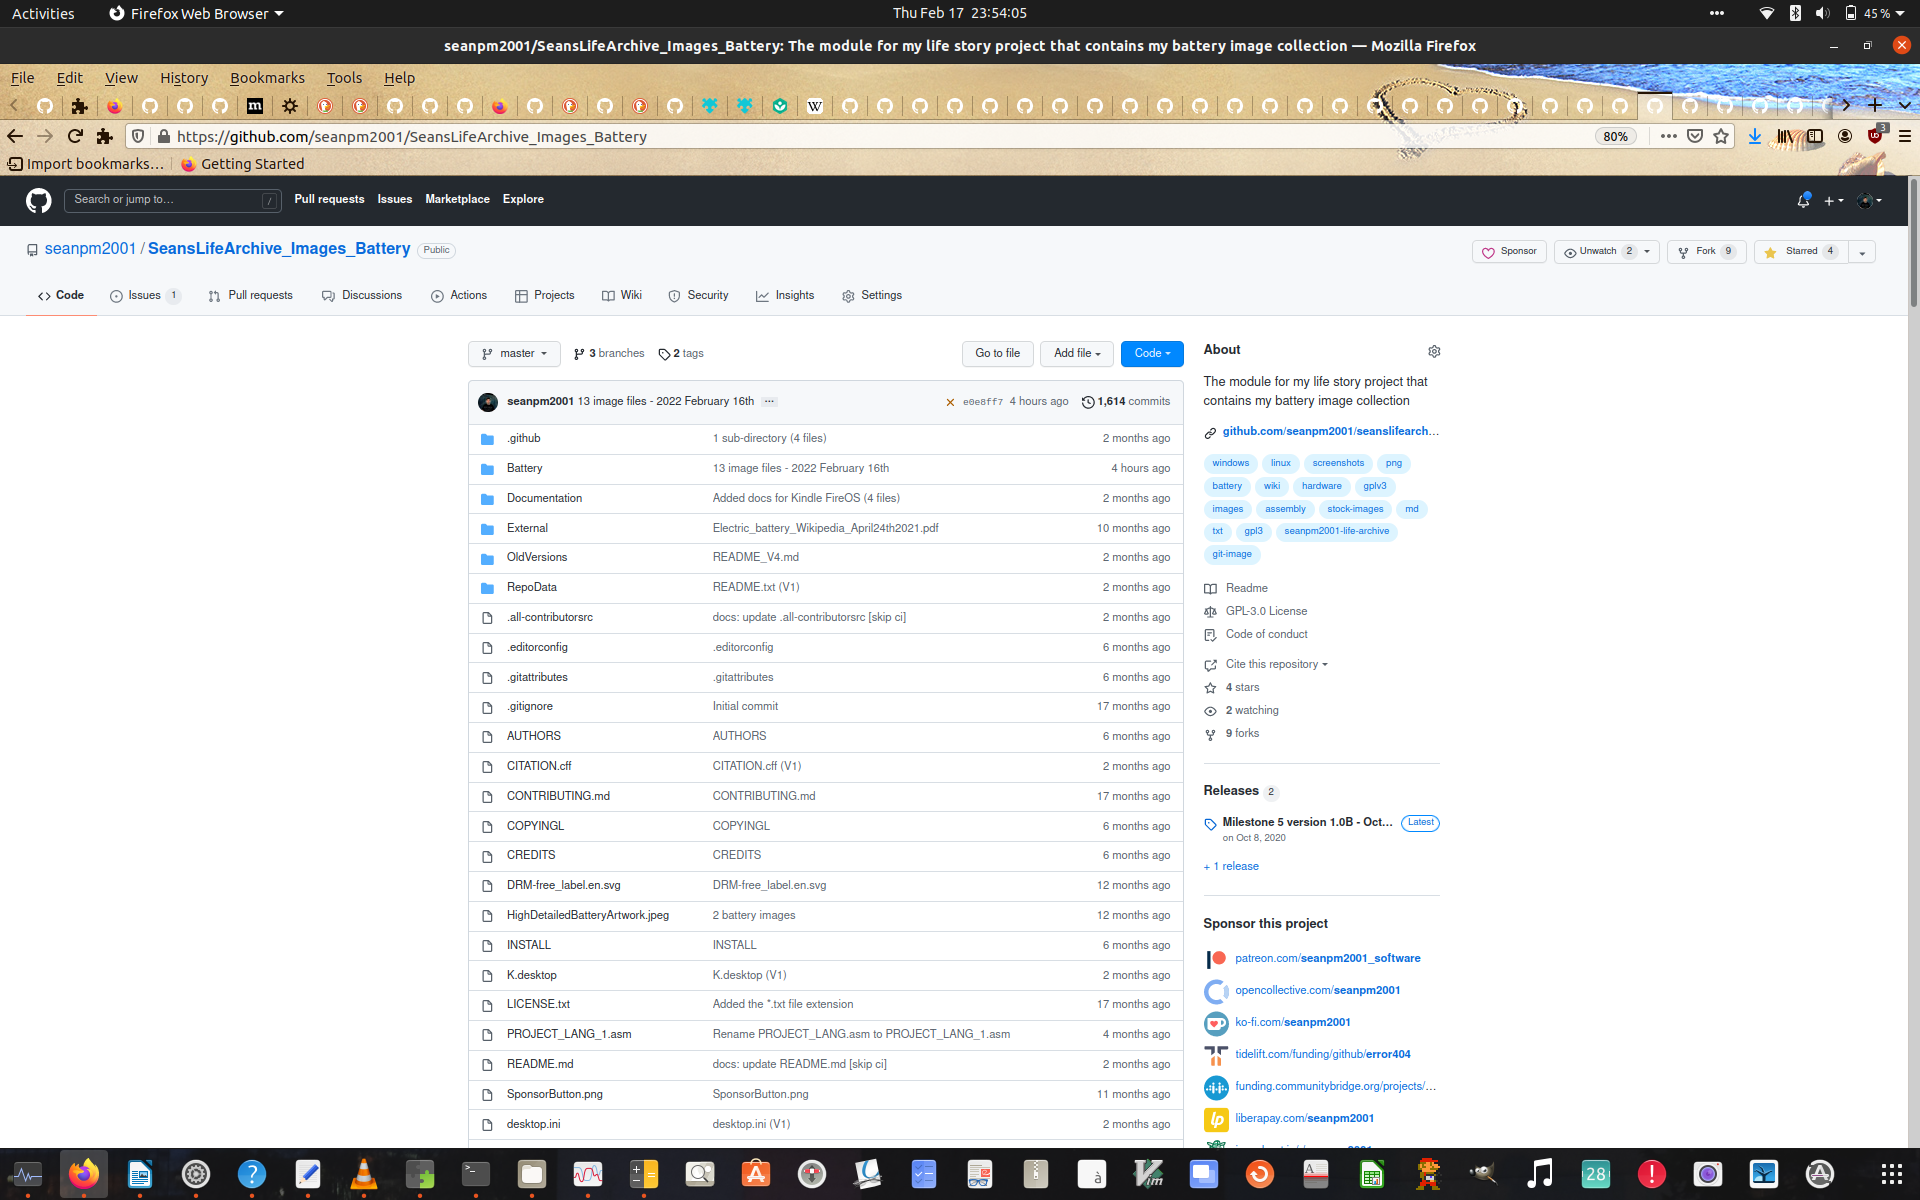 Activities Firefox Web Browser Thu Feb 17 23:54:05 45 %
seanpm2001/SeansLifeArchive_Images_Battery: The module for my life story project that contains my battery image collection — Mozilla Firefox
File Edit View History Bookmarks Tools Help
https://github.com/seanpm2001/SeansLifeArchive_Images_Battery 80% 3
Import bookmarks… Getting Started
Search or jump to… / Pull requests Issues Marketplace Explore
seanpm2001 / SeansLifeArchive_Images_Battery Public Sponsor Unwatch 2 Fork 9 Starred 4
Code Issues 1 Pull requests Discussions Actions Projects Wiki Security Insights Settings
master 3 branches 2 tags Go to file Add file Code
seanpm2001 13 image files - 2022 February 16th … e0e8ff7 4 hours ago 1,614 commits
.github 1 sub-directory (4 files) 2 months ago
Battery 13 image files - 2022 February 16th 4 hours ago
Documentation Added docs for Kindle FireOS (4 files) 2 months ago
External Electric_battery_Wikipedia_April24th2021.pdf 10 months ago
OldVersions README_V4.md 2 months ago
RepoData README.txt (V1) 2 months ago
.all-contributorsrc docs: update .all-contributorsrc [skip ci] 2 months ago
.editorconfig .editorconfig 6 months ago
.gitattributes .gitattributes 6 months ago
.gitignore Initial commit 17 months ago
AUTHORS AUTHORS 6 months ago
CITATION.cff CITATION.cff (V1) 2 months ago
CONTRIBUTING.md CONTRIBUTING.md 17 months ago
COPYINGL COPYINGL 6 months ago
CREDITS CREDITS 6 months ago
DRM-free_label.en.svg DRM-free_label.en.svg 12 months ago
HighDetailedBatteryArtwork.jpeg 2 battery images 12 months ago
INSTALL INSTALL 6 months ago
K.desktop K.desktop (V1) 2 months ago
LICENSE.txt Added the *.txt file extension 17 months ago
PROJECT_LANG_1.asm Rename PROJECT_LANG.asm to PROJECT_LANG_1.asm 4 months ago
README.md docs: update README.md [skip ci] 2 months ago
SponsorButton.png SponsorButton.png 11 months ago
desktop.ini desktop.ini (V1) 2 months ago
About
The module for my life story project that
contains my battery image collection
github.com/seanpm2001/seanslifearch…
windows linux screenshots png
battery wiki hardware gplv3
images assembly stock-images md
txt gpl3 seanpm2001-life-archive
git-image
Readme
GPL-3.0 License
Code of conduct
Cite this repository
4 stars
2 watching
9 forks
Releases 2
Milestone 5 version 1.0B - Oct… Latest
on Oct 8, 2020
+ 1 release
Sponsor this project
patreon.com/seanpm2001_software
opencollective.com/seanpm2001
ko-fi.com/seanpm2001
tidelift.com/funding/github/error404
funding.communitybridge.org/projects/…
liberapay.com/seanpm2001
28